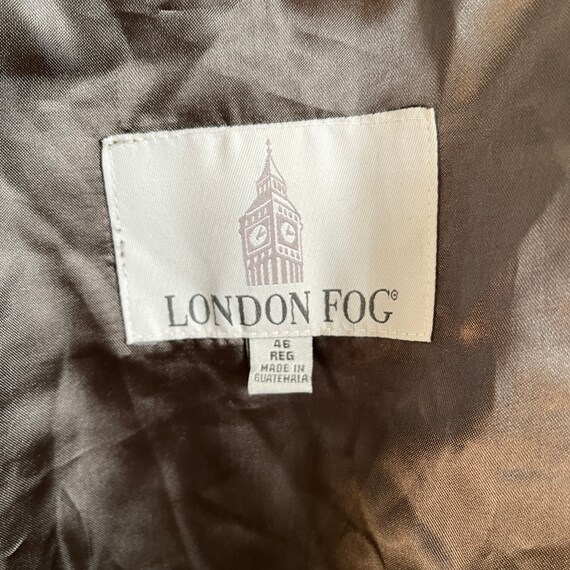 LONDON FOG®
46
REG
MADE IN
GUATEMALA